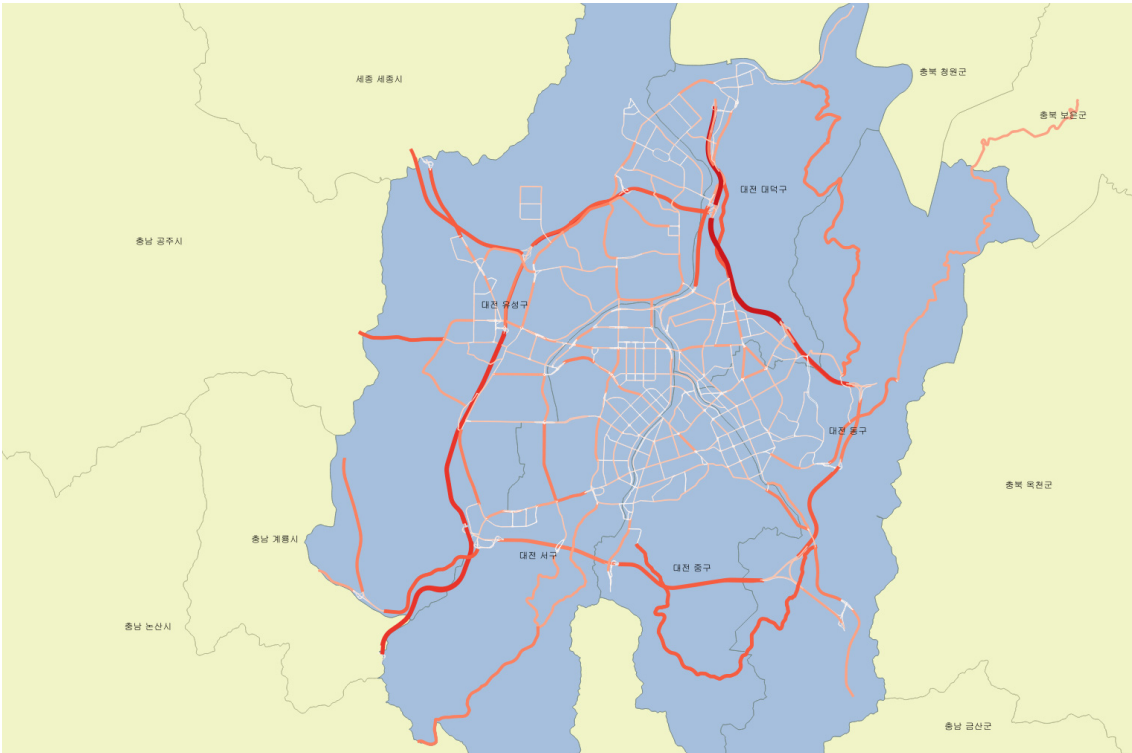 충북 청원군
세종 세종시
충북 보은군
대전 대덕구
충남 공주시
대전 유성구
대전 동구
충북 옥천군
충남 계룡시
대전 서구
대전 중구
충남 논산시
충남 금산군